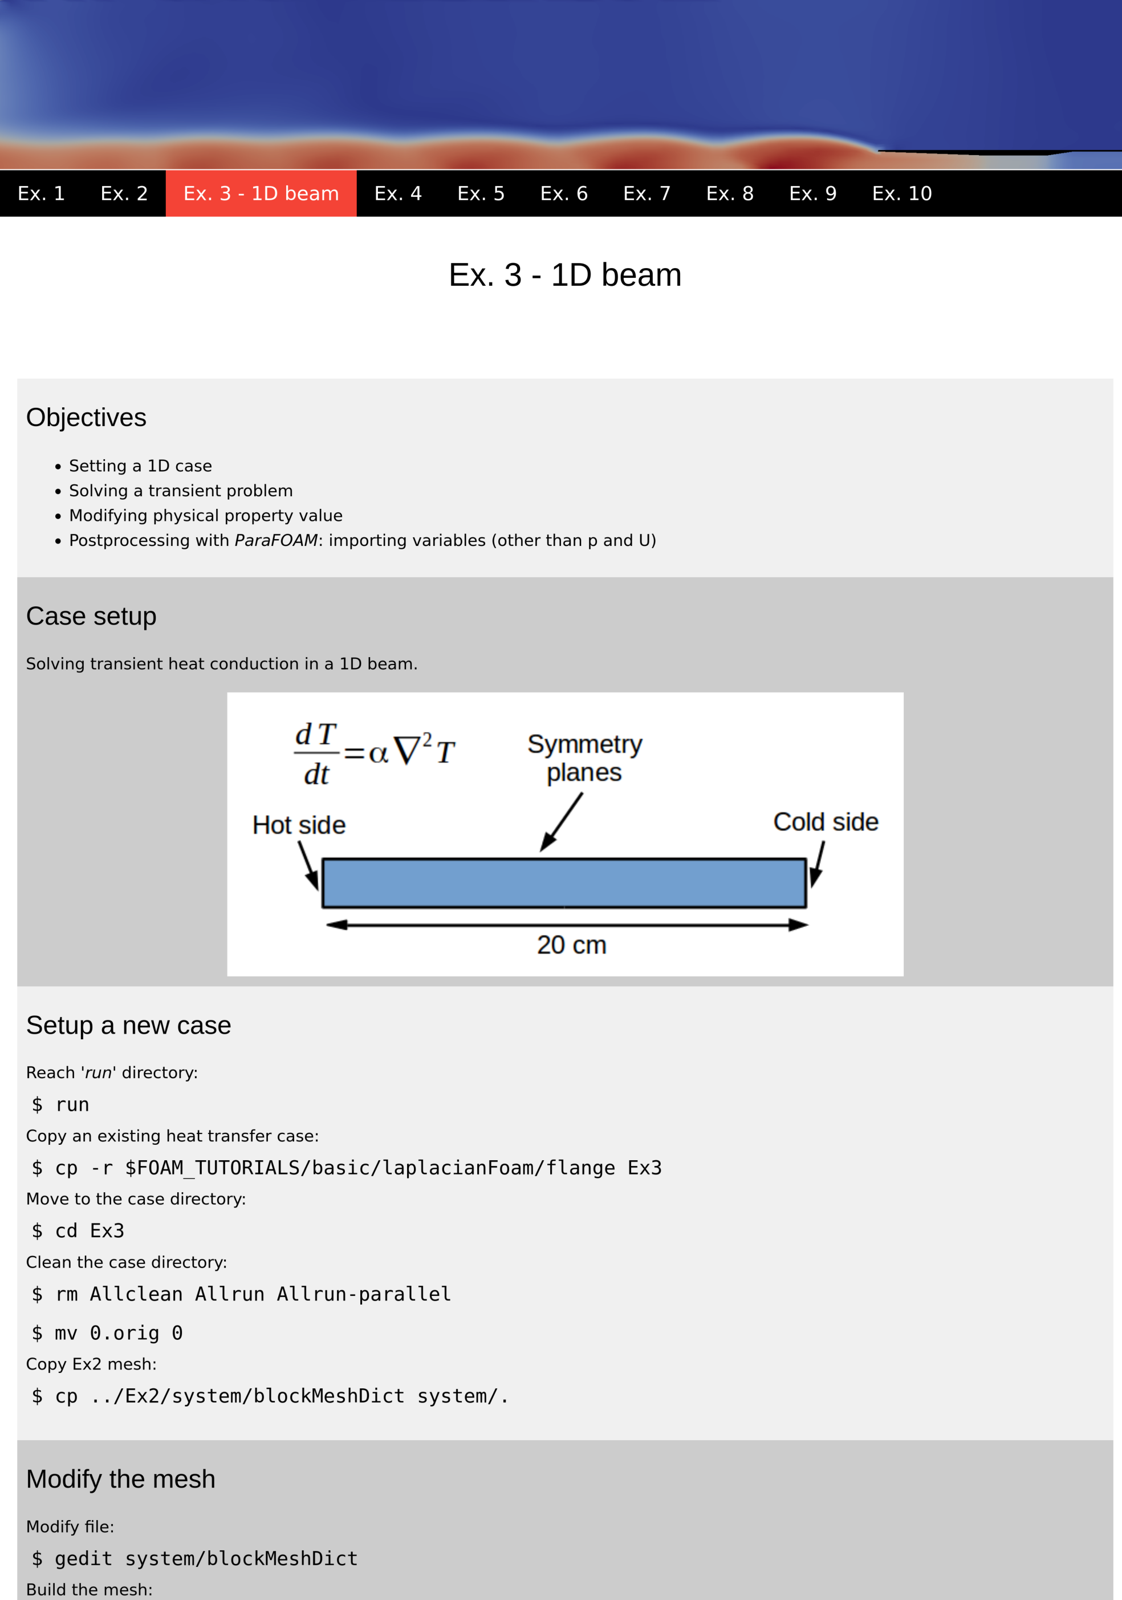 Ex. 1 Ex. 2 Ex. 3 - 1D beam Ex. 4 Ex. 5 Ex. 6 Ex. 7 Ex. 8 Ex. 9 Ex. 10
Ex. 3 - 1D beam
Objectives
• Setting a 1D case
• Solving a transient problem
• Modifying physical property value
• Postprocessing with ParaFOAM: importing variables (other than p and U)
Case setup
Solving transient heat conduction in a 1D beam.
dT/dt=α∇²T
Symmetry
planes
Hot side
Cold side
20 cm
Setup a new case
Reach 'run' directory:
$ run
Copy an existing heat transfer case:
$ cp -r $FOAM_TUTORIALS/basic/laplacianFoam/flange Ex3
Move to the case directory:
$ cd Ex3
Clean the case directory:
$ rm Allclean Allrun Allrun-parallel
$ mv 0.orig 0
Copy Ex2 mesh:
$ cp ../Ex2/system/blockMeshDict system/.
Modify the mesh
Modify file:
$ gedit system/blockMeshDict
Build the mesh: